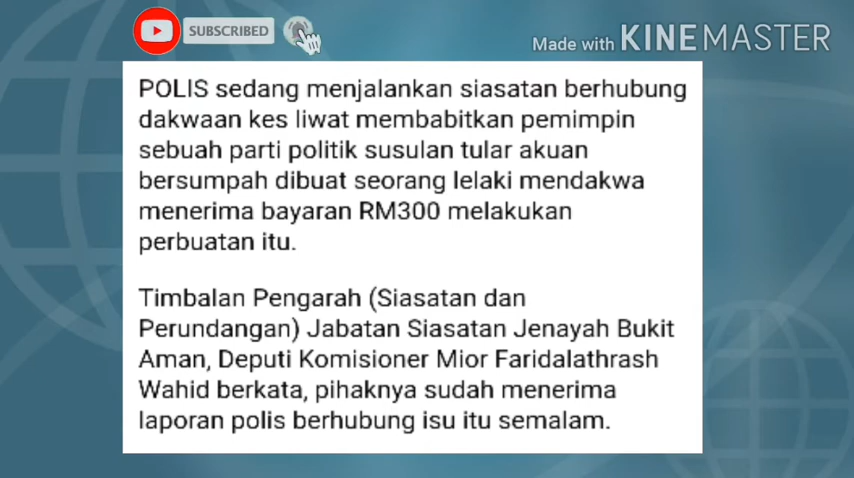 SUBSCRIBED
Made with KINEMASTER
POLIS sedang menjalankan siasatan berhubung
dakwaan kes liwat membabitkan pemimpin
sebuah parti politik susulan tular akuan
bersumpah dibuat seorang lelaki mendakwa
menerima bayaran RM300 melakukan
perbuatan itu.
Timbalan Pengarah (Siasatan dan
Perundangan) Jabatan Siasatan Jenayah Bukit
Aman, Deputi Komisioner Mior Faridalathrash
Wahid berkata, pihaknya sudah menerima
laporan polis berhubung isu itu semalam.